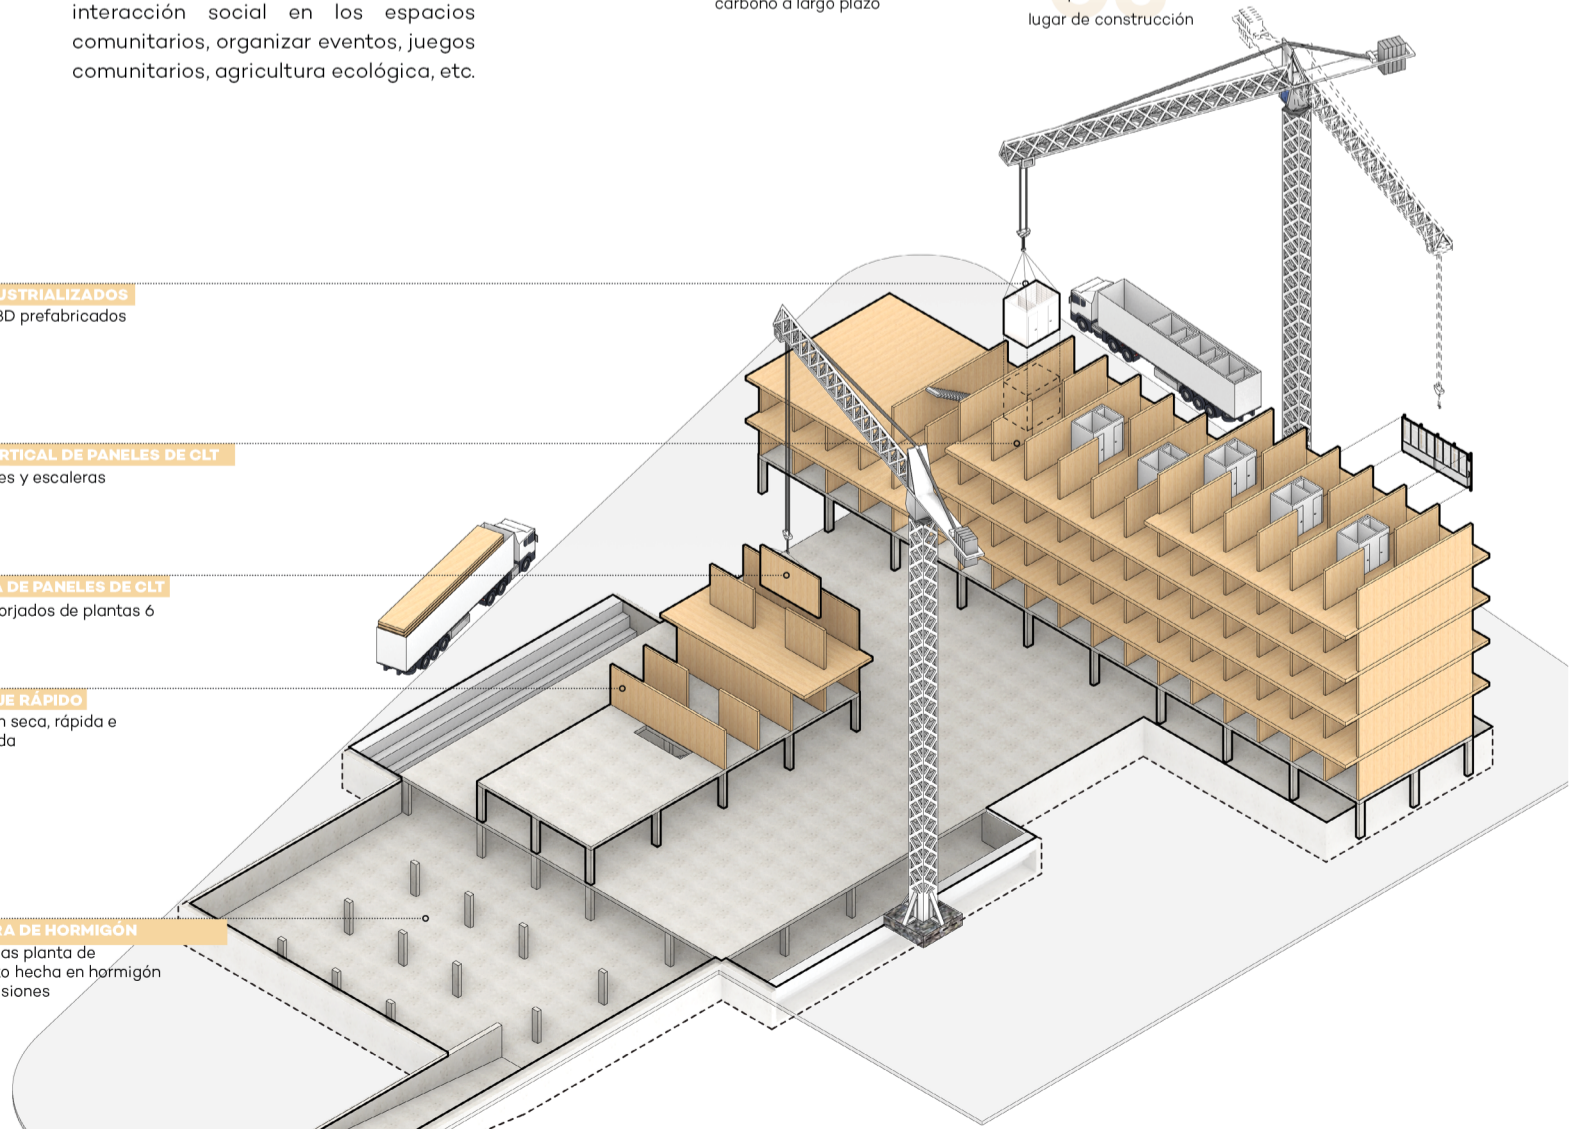 interacción social en los espacios
comunitarios, organizar eventos, juegos
comunitarios, agricultura ecológica, etc.
carbono a largo plazo
lugar de construcción
USTRIALIZADOS
3D prefabricados
RTICAL DE PANELES DE CLT
es y escaleras
A DE PANELES DE CLT
orjados de plantas 6
JE RÁPIDO
n seca, rápida e
da
RA DE HORMIGÓN
as planta de
to hecha en hormigón
siones